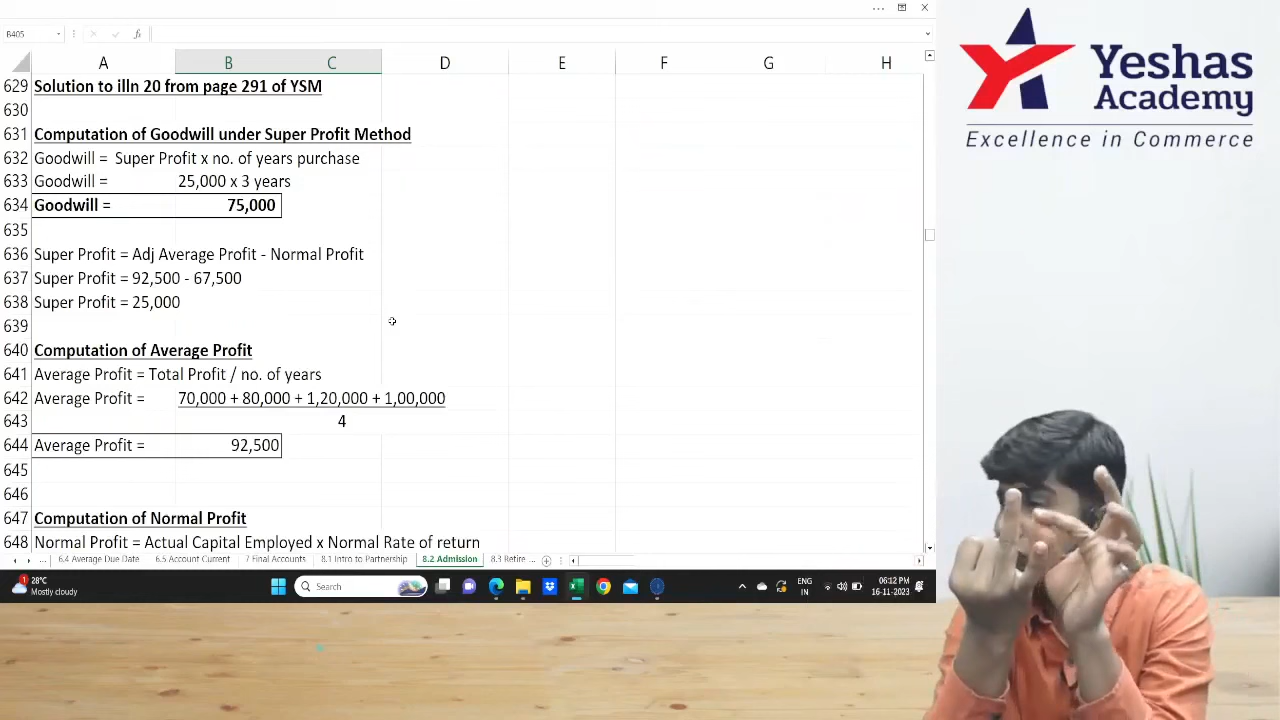 B405
fx
A B C D E F G H
629 Solution to illn 20 from page 291 of YSM
630
631 Computation of Goodwill under Super Profit Method
632 Goodwill = Super Profit x no. of years purchase
633 Goodwill = 25,000 x 3 years
634 Goodwill = 75,000
635
636 Super Profit = Adj Average Profit - Normal Profit
637 Super Profit = 92,500 - 67,500
638 Super Profit = 25,000
639
640 Computation of Average Profit
641 Average Profit = Total Profit / no. of years
642 Average Profit = 70,000 + 80,000 + 1,20,000 + 1,00,000
643 4
644 Average Profit = 92,500
645
646
647 Computation of Normal Profit
648 Normal Profit = Actual Capital Employed x Normal Rate of return
... 6.4 Average Due Date 6.5 Account Current 7 Final Accounts 8.1 Intro to Partnership 8.2 Admission 8.3 Retire ...
1
28°C
Mostly cloudy
Search
ENG
IN
06:12 PM
16-11-2023
Yeshas
Academy
Excellence in Commerce